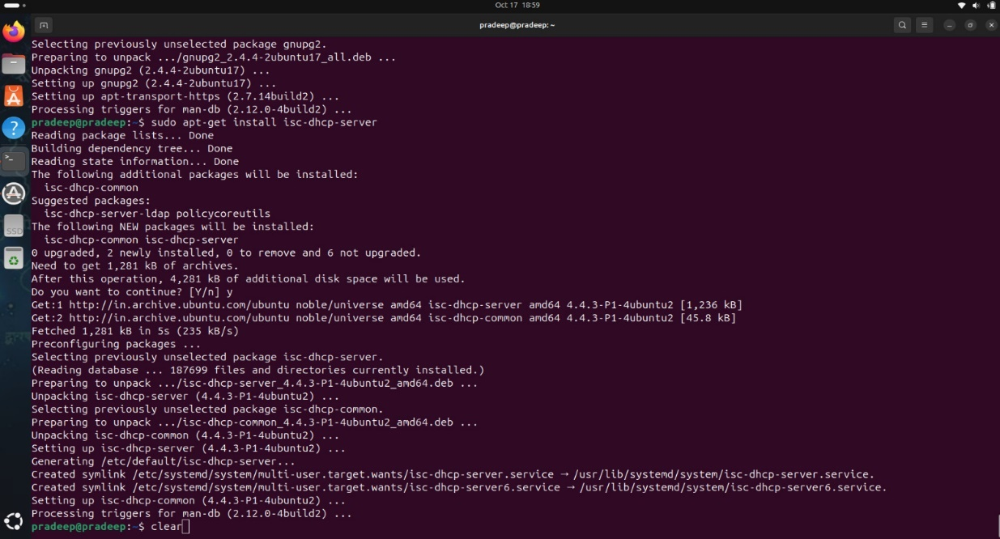 Oct 17 18:59
pradeep@pradeep: ~
Selecting previously unselected package gnupg2.
Preparing to unpack .../gnupg2_2.4.4-2ubuntu17_all.deb ...
Unpacking gnupg2 (2.4.4-2ubuntu17) ...
Setting up gnupg2 (2.4.4-2ubuntu17) ...
Setting up apt-transport-https (2.7.14build2) ...
Processing triggers for man-db (2.12.0-4build2) ...
pradeep@pradeep:~$ sudo apt-get install isc-dhcp-server
Reading package lists... Done
Building dependency tree... Done
Reading state information... Done
The following additional packages will be installed:
  isc-dhcp-common
Suggested packages:
  isc-dhcp-server-ldap policycoreutils
The following NEW packages will be installed:
  isc-dhcp-common isc-dhcp-server
0 upgraded, 2 newly installed, 0 to remove and 6 not upgraded.
Need to get 1,281 kB of archives.
After this operation, 4,281 kB of additional disk space will be used.
Do you want to continue? [Y/n] y
Get:1 http://in.archive.ubuntu.com/ubuntu noble/universe amd64 isc-dhcp-server amd64 4.4.3-P1-4ubuntu2 [1,236 kB]
Get:2 http://in.archive.ubuntu.com/ubuntu noble/universe amd64 isc-dhcp-common amd64 4.4.3-P1-4ubuntu2 [45.8 kB]
Fetched 1,281 kB in 5s (235 kB/s)
Preconfiguring packages ...
Selecting previously unselected package isc-dhcp-server.
(Reading database ... 187699 files and directories currently installed.)
Preparing to unpack .../isc-dhcp-server_4.4.3-P1-4ubuntu2_amd64.deb ...
Unpacking isc-dhcp-server (4.4.3-P1-4ubuntu2) ...
Selecting previously unselected package isc-dhcp-common.
Preparing to unpack .../isc-dhcp-common_4.4.3-P1-4ubuntu2_amd64.deb ...
Unpacking isc-dhcp-common (4.4.3-P1-4ubuntu2) ...
Setting up isc-dhcp-server (4.4.3-P1-4ubuntu2) ...
Generating /etc/default/isc-dhcp-server...
Created symlink /etc/systemd/system/multi-user.target.wants/isc-dhcp-server.service → /usr/lib/systemd/system/isc-dhcp-server.service.
Created symlink /etc/systemd/system/multi-user.target.wants/isc-dhcp-server6.service → /usr/lib/systemd/system/isc-dhcp-server6.service.
Setting up isc-dhcp-common (4.4.3-P1-4ubuntu2) ...
Processing triggers for man-db (2.12.0-4build2) ...
pradeep@pradeep:~$ clear
SSD